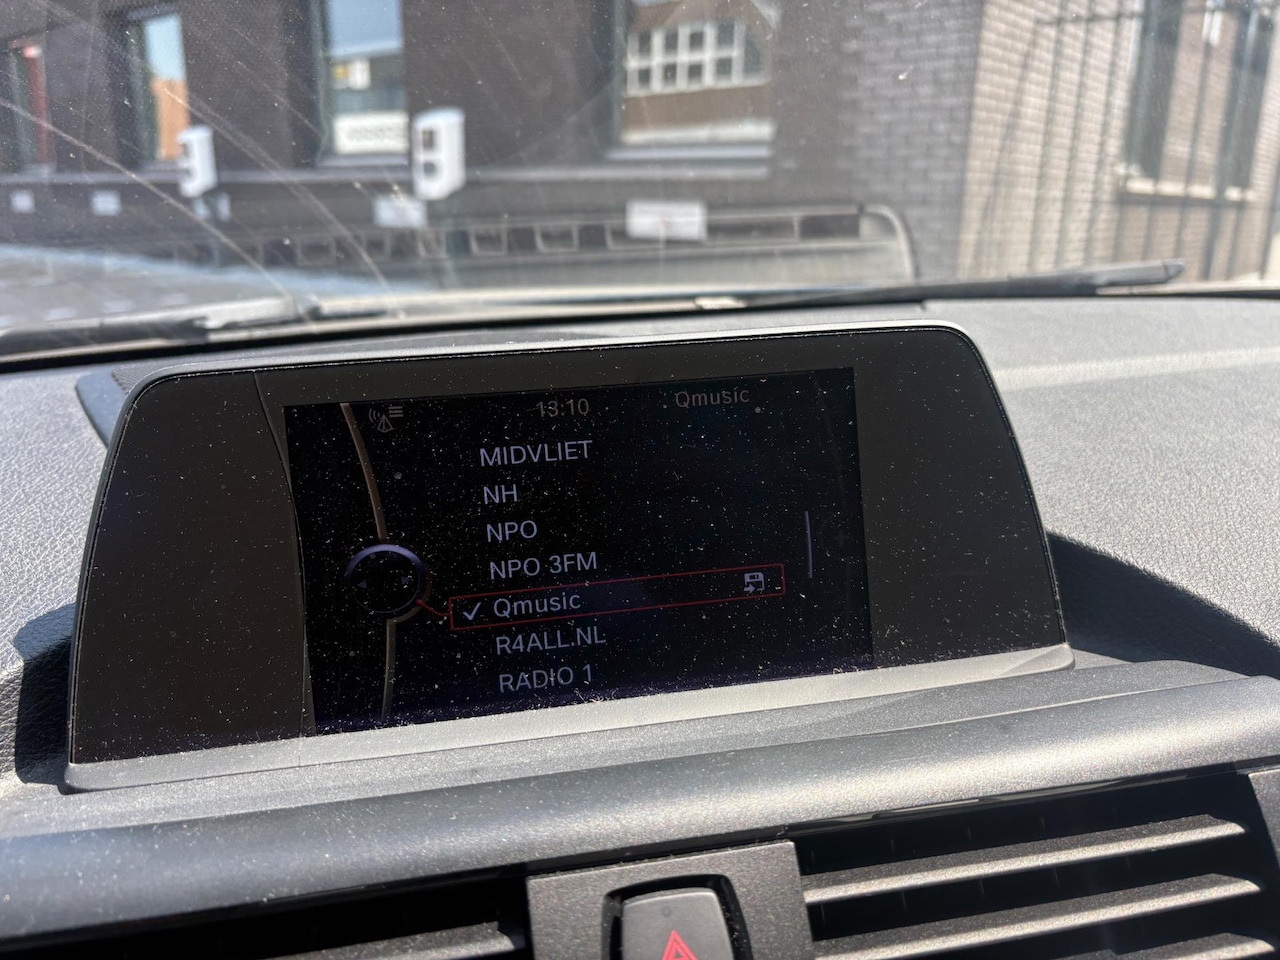 13:10
Qmusic
MIDVLIET
NH
NPO
NPO 3FM
Qmusic
R4ALL.NL
RADIO 1